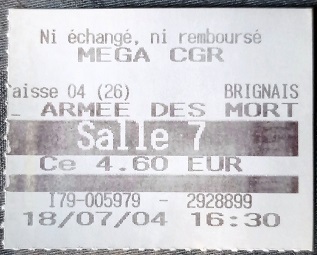 Ni échangé, ni remboursé
MEGA CGR
aisse 04 (26) BRIGNAIS
ARMEE DES MORT
Salle 7
Ce 4.60 EUR
I79-005979 - 2928899
18/07/04 16:30